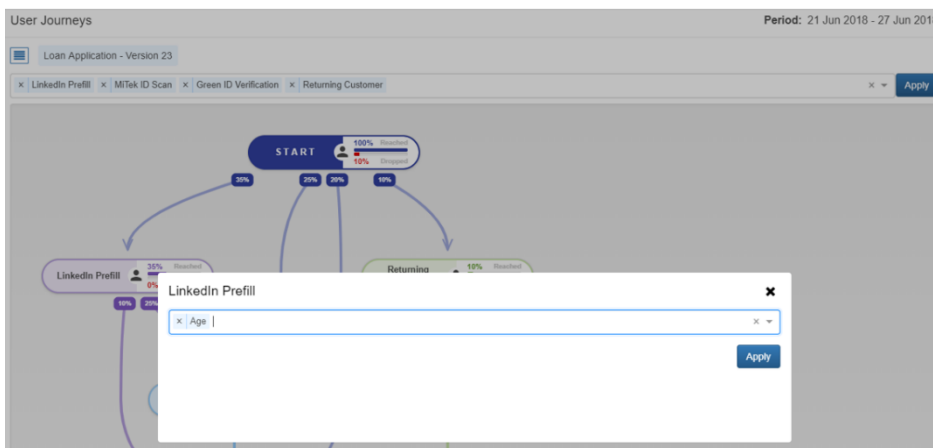 User Journeys
Period: 21 Jun 2018 - 27 Jun 201
Loan Application - Version 23
× LinkedIn Prefill × MiTek ID Scan × Green ID Verification × Returning Customer
Apply
START
100% Reached
10% Dropped
35% 25% 20% 10%
LinkedIn Prefill
35% Reached
0%
Returning
10% Reached
10% 25%
LinkedIn Prefill
× Age
Apply